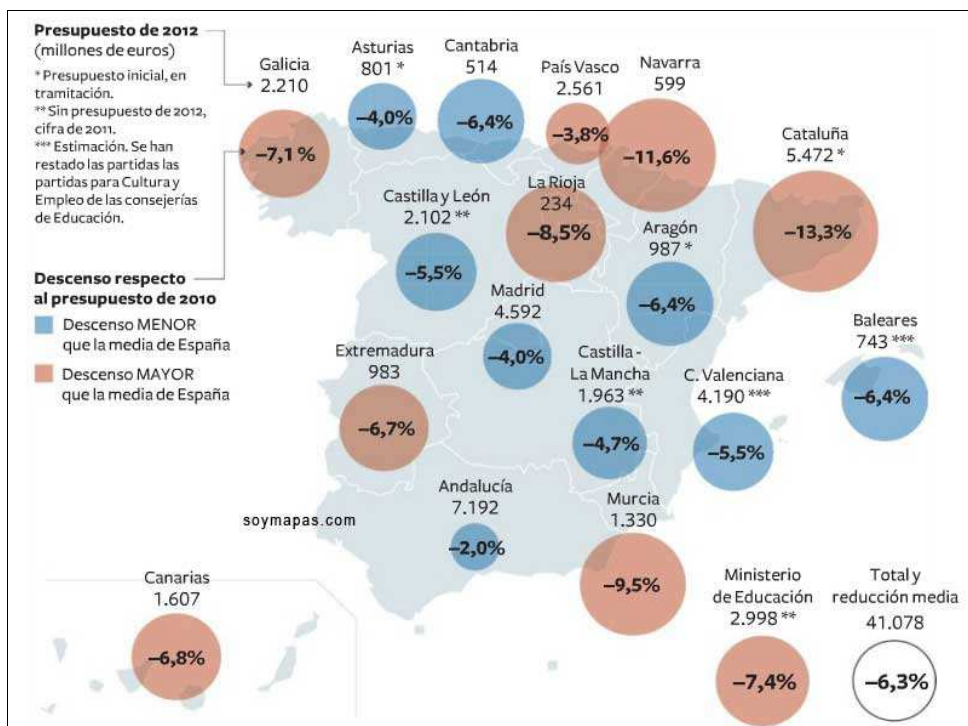 Presupuesto de 2012
(millones de euros)
* Presupuesto inicial, en
tramitación.
** Sin presupuesto de 2012,
cifra de 2011.
*** Estimación. Se han
restado las partidas las
partidas para Cultura y
Empleo de las consejerías
de Educación.
Descenso respecto
al presupuesto de 2010
Descenso MENOR
que la media de España
Descenso MAYOR
que la media de España
Galicia
2.210
–7,1 %
Asturias
801 *
–4,0%
Cantabria
514
–6,4%
País Vasco
2.561
–3,8%
Navarra
599
–11,6%
Cataluña
5.472 *
–13,3%
Castilla y León
2.102 **
–5,5%
La Rioja
234
–8,5%
Aragón
987 *
–6,4%
Madrid
4.592
–4,0%
Baleares
743 ***
–6,4%
Extremadura
983
–6,7%
Castilla -
La Mancha
1.963 **
–4,7%
C. Valenciana
4.190 ***
–5,5%
Andalucía
7.192
–2,0%
Murcia
1.330
–9,5%
soymapas.com
Canarias
1.607
–6,8%
Ministerio
de Educación
2.998 **
–7,4%
Total y
reducción media
41.078
–6,3%